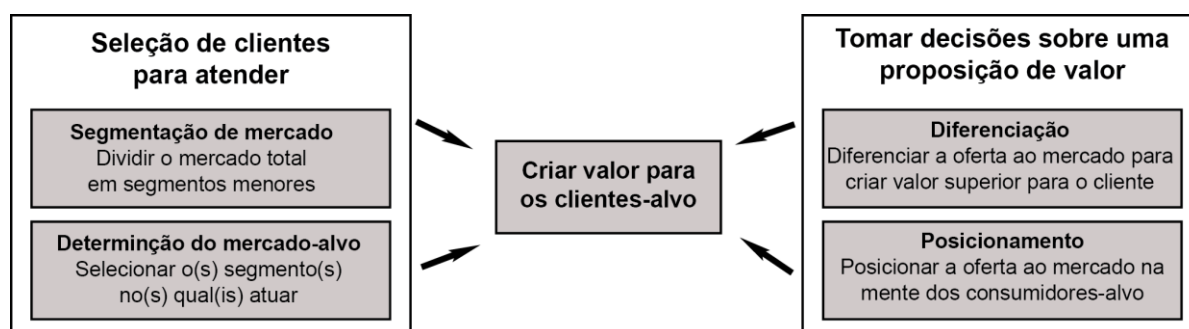 Seleção de clientes
para atender
Segmentação de mercado
Dividir o mercado total
em segmentos menores
Determinção do mercado-alvo
Selecionar o(s) segmento(s)
no(s) qual(is) atuar
Criar valor para
os clientes-alvo
Tomar decisões sobre uma
proposição de valor
Diferenciação
Diferenciar a oferta ao mercado para
criar valor superior para o cliente
Posicionamento
Posicionar a oferta ao mercado na
mente dos consumidores-alvo